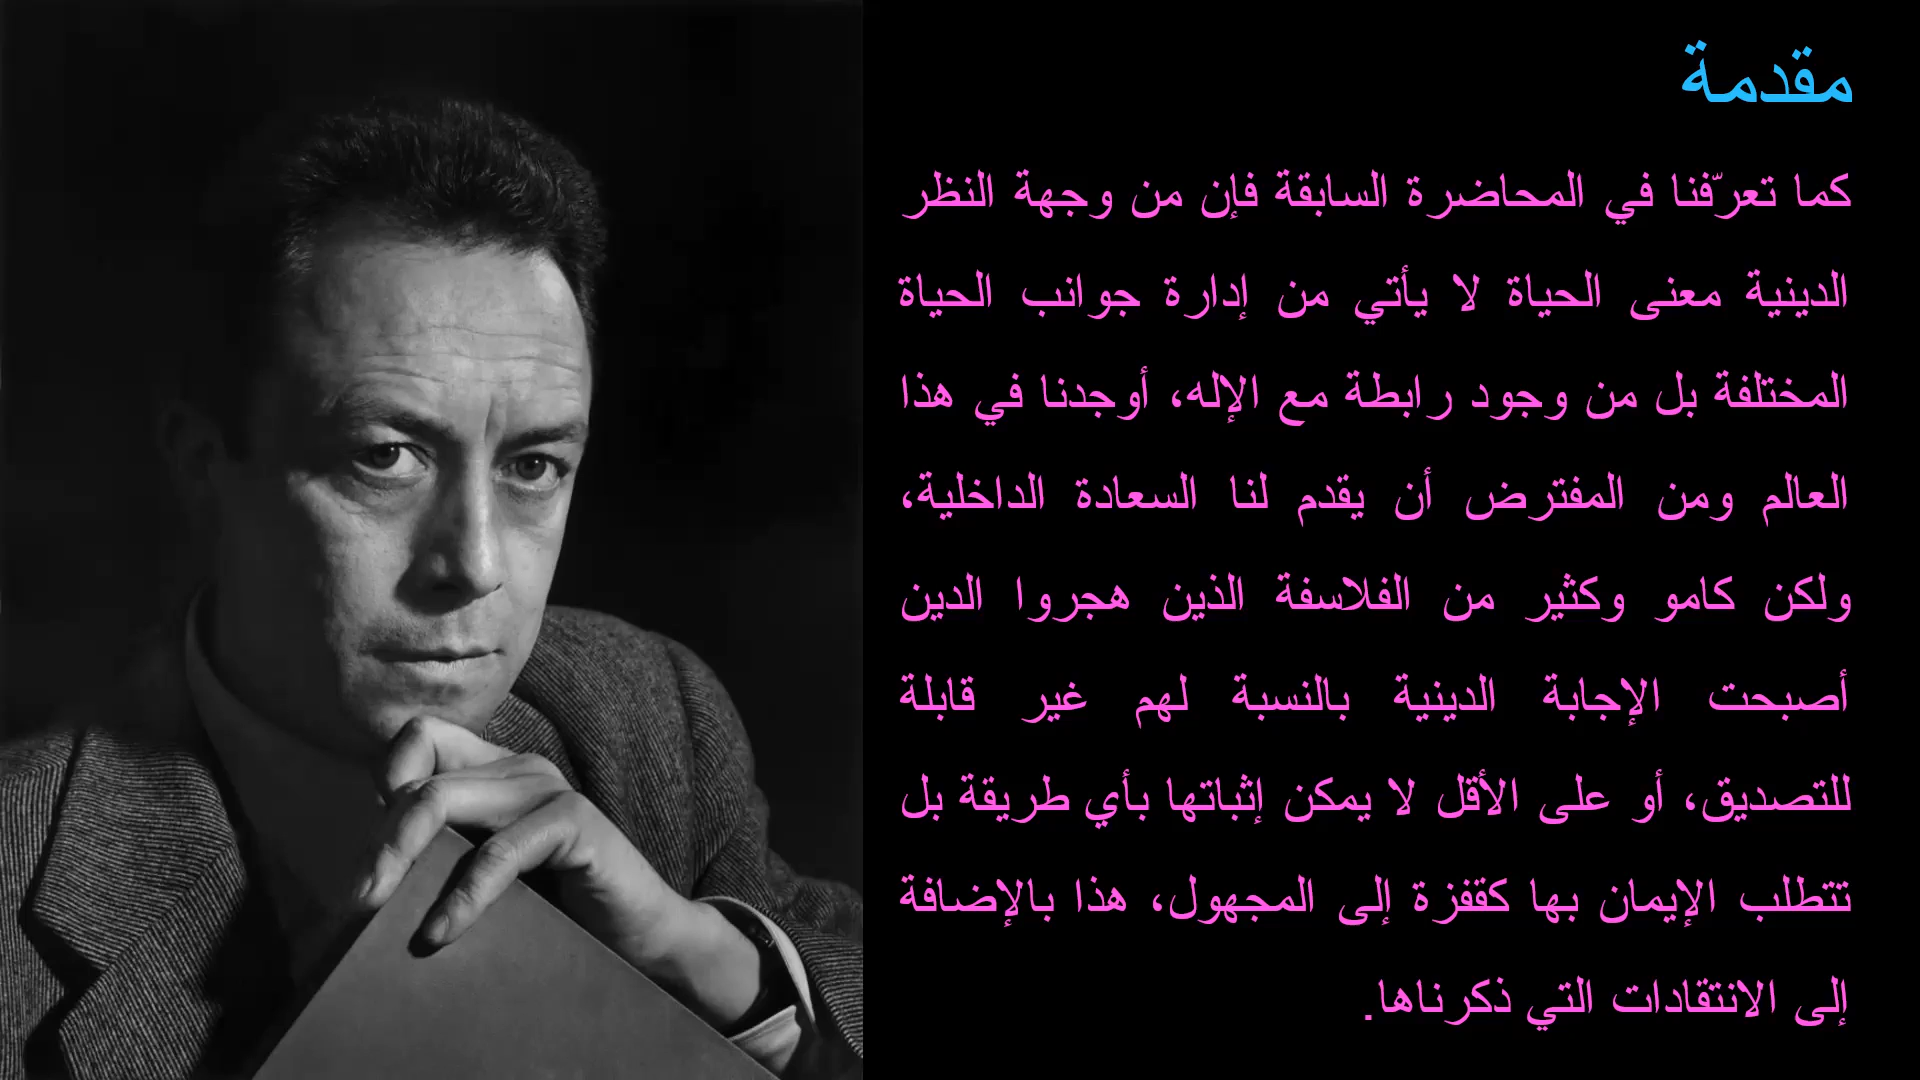 مقدمة
كما تعرّفنا في المحاضرة السابقة فإن من وجهة النظر
الدينية معنى الحياة لا يأتي من إدارة جوانب الحياة
المختلفة بل من وجود رابطة مع الإله، أوجدنا في هذا
العالم ومن المفترض أن يقدم لنا السعادة الداخلية،
ولكن كامو وكثير من الفلاسفة الذين هجروا الدين
أصبحت الإجابة الدينية بالنسبة لهم غير قابلة
للتصديق، أو على الأقل لا يمكن إثباتها بأي طريقة بل
تتطلب الإيمان بها كقفزة إلى المجهول، هذا بالإضافة
إلى الانتقادات التي ذكرناها.